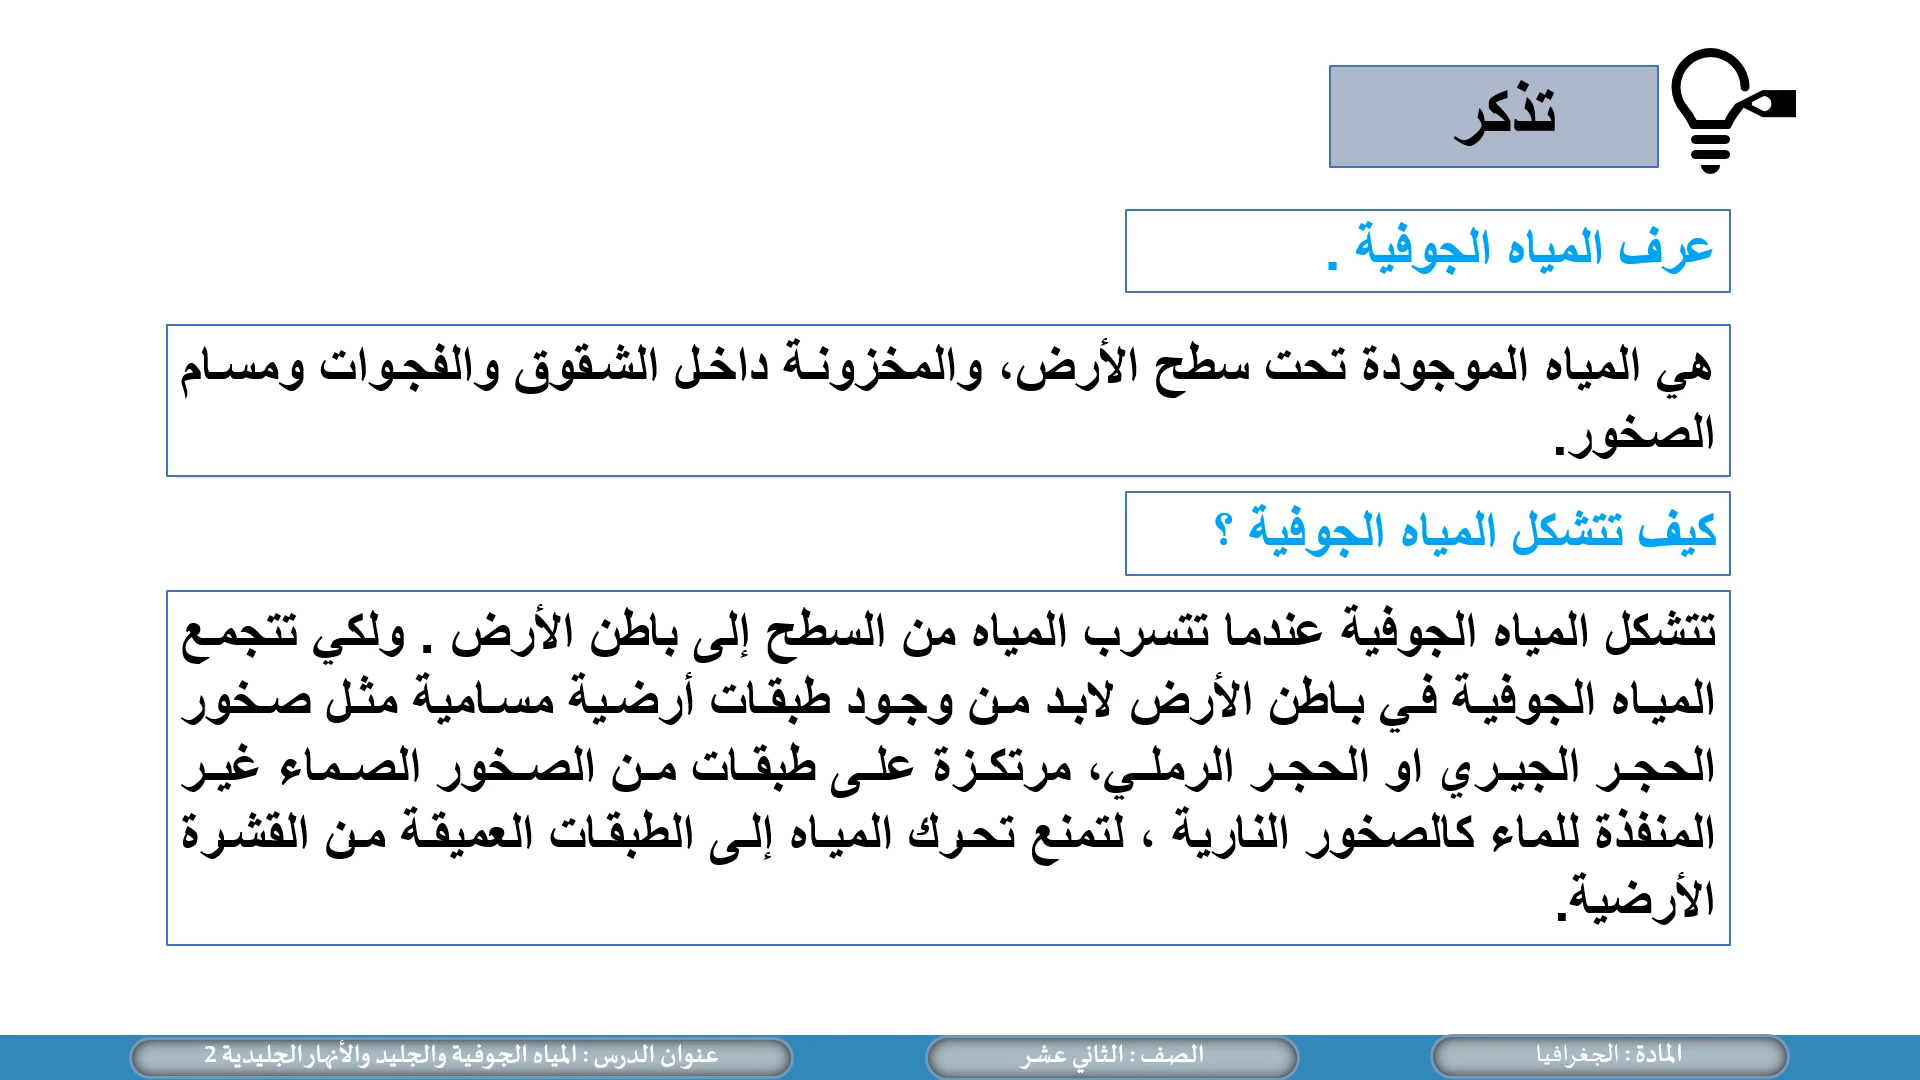 تذكر
عرف المياه الجوفية .
هي المياه الموجودة تحت سطح الأرض، والمخزونة داخل الشقوق والفجوات ومسام
الصخور.
كيف تتشكل المياه الجوفية ؟
تتشكل المياه الجوفية عندما تتسرب المياه من السطح إلى باطن الأرض . ولكي تتجمع
المياه الجوفية في باطن الأرض لابد من وجود طبقات أرضية مسامية مثل صخور
الحجر الجيري او الحجر الرملي، مرتكزة على طبقات من الصخور الصماء غير
المنفذة للماء كالصخور النارية ، لتمنع تحرك المياه إلى الطبقات العميقة من القشرة
الأرضية.
المادة : الجغرافيا
الصف : الثاني عشر
عنوان الدرس : المياه الجوفية والجليد والأنهار الجليدية 2